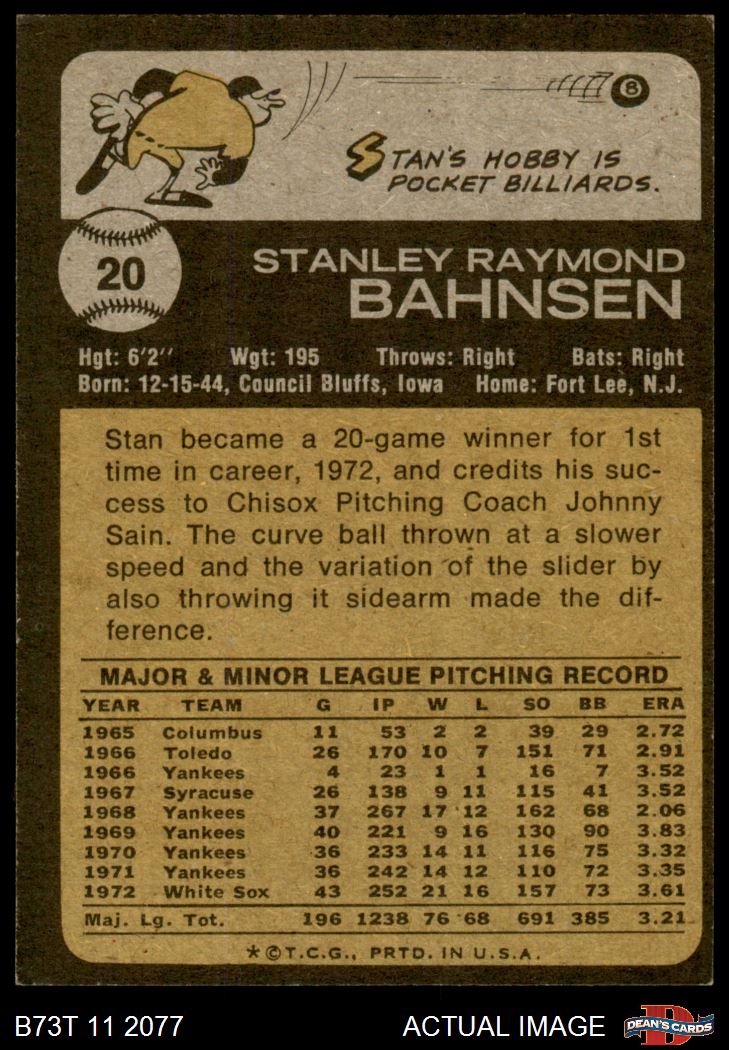 8
STAN'S HOBBY IS
POCKET BILLIARDS.
20
STANLEY RAYMOND
BAHNSEN
Hgt: 6'2'' Wgt: 195 Throws: Right Bats: Right
Born: 12-15-44, Council Bluffs, Iowa Home: Fort Lee, N.J.
Stan became a 20-game winner for 1st
time in career, 1972, and credits his suc-
cess to Chisox Pitching Coach Johnny
Sain. The curve ball thrown at a slower
speed and the variation of the slider by
also throwing it sidearm made the dif-
ference.
MAJOR & MINOR LEAGUE PITCHING RECORD
YEAR TEAM G IP W L SO BB ERA
1965 Columbus 11 53 2 2 39 29 2.72
1966 Toledo 26 170 10 7 151 71 2.91
1966 Yankees 4 23 1 1 16 7 3.52
1967 Syracuse 26 138 9 11 115 41 3.52
1968 Yankees 37 267 17 12 162 68 2.06
1969 Yankees 40 221 9 16 130 90 3.83
1970 Yankees 36 233 14 11 116 75 3.32
1971 Yankees 36 242 14 12 110 72 3.35
1972 White Sox 43 252 21 16 157 73 3.61
Maj. Lg. Tot. 196 1238 76 68 691 385 3.21
*©T.C.G., PRTD. IN U.S.A.
B73T 11 2077 ACTUAL IMAGE DEAN'S CARDS